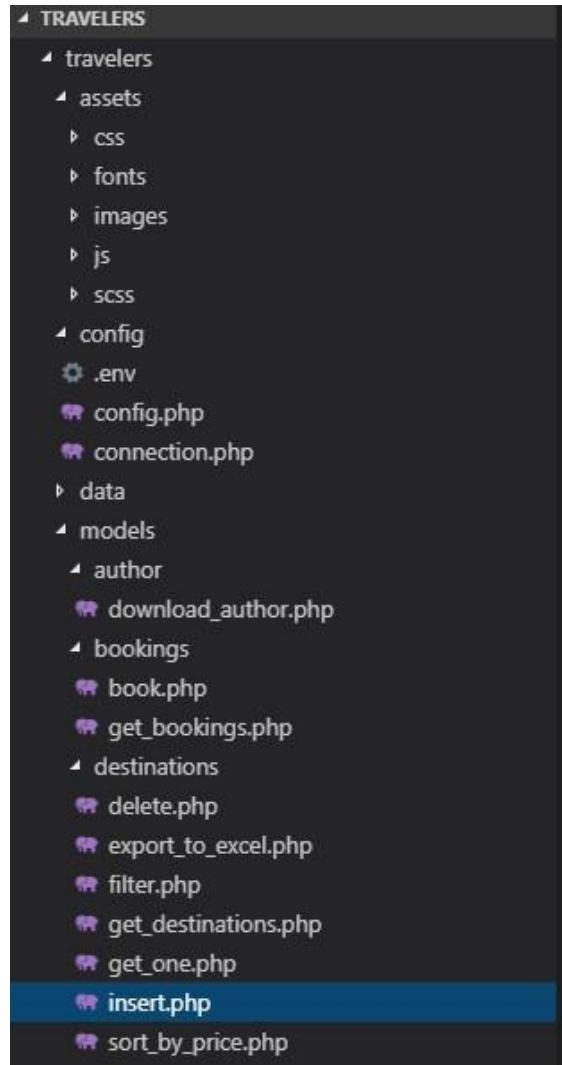 TRAVELERS
travelers
assets
css
fonts
images
js
scss
config
.env
config.php
connection.php
data
models
author
download_author.php
bookings
book.php
get_bookings.php
destinations
delete.php
export_to_excel.php
filter.php
get_destinations.php
get_one.php
insert.php
sort_by_price.php